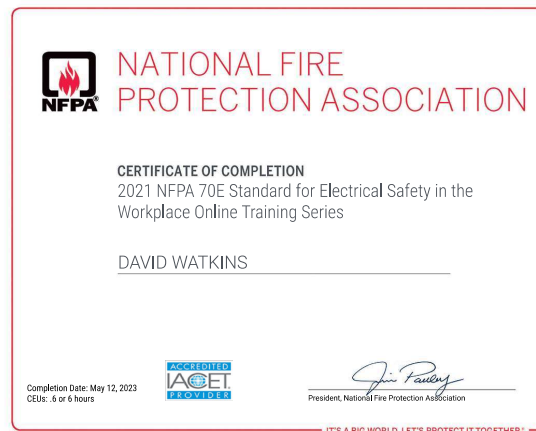 NFPA®
NATIONAL FIRE
PROTECTION ASSOCIATION
CERTIFICATE OF COMPLETION
2021 NFPA 70E Standard for Electrical Safety in the
Workplace Online Training Series
DAVID WATKINS
Completion Date: May 12, 2023
CEUs: .6 or 6 hours
ACCREDITED
IACET
PROVIDER
Jim Pauley
President, National Fire Protection Association
IT'S A BIG WORLD. LET'S PROTECT IT TOGETHER.®